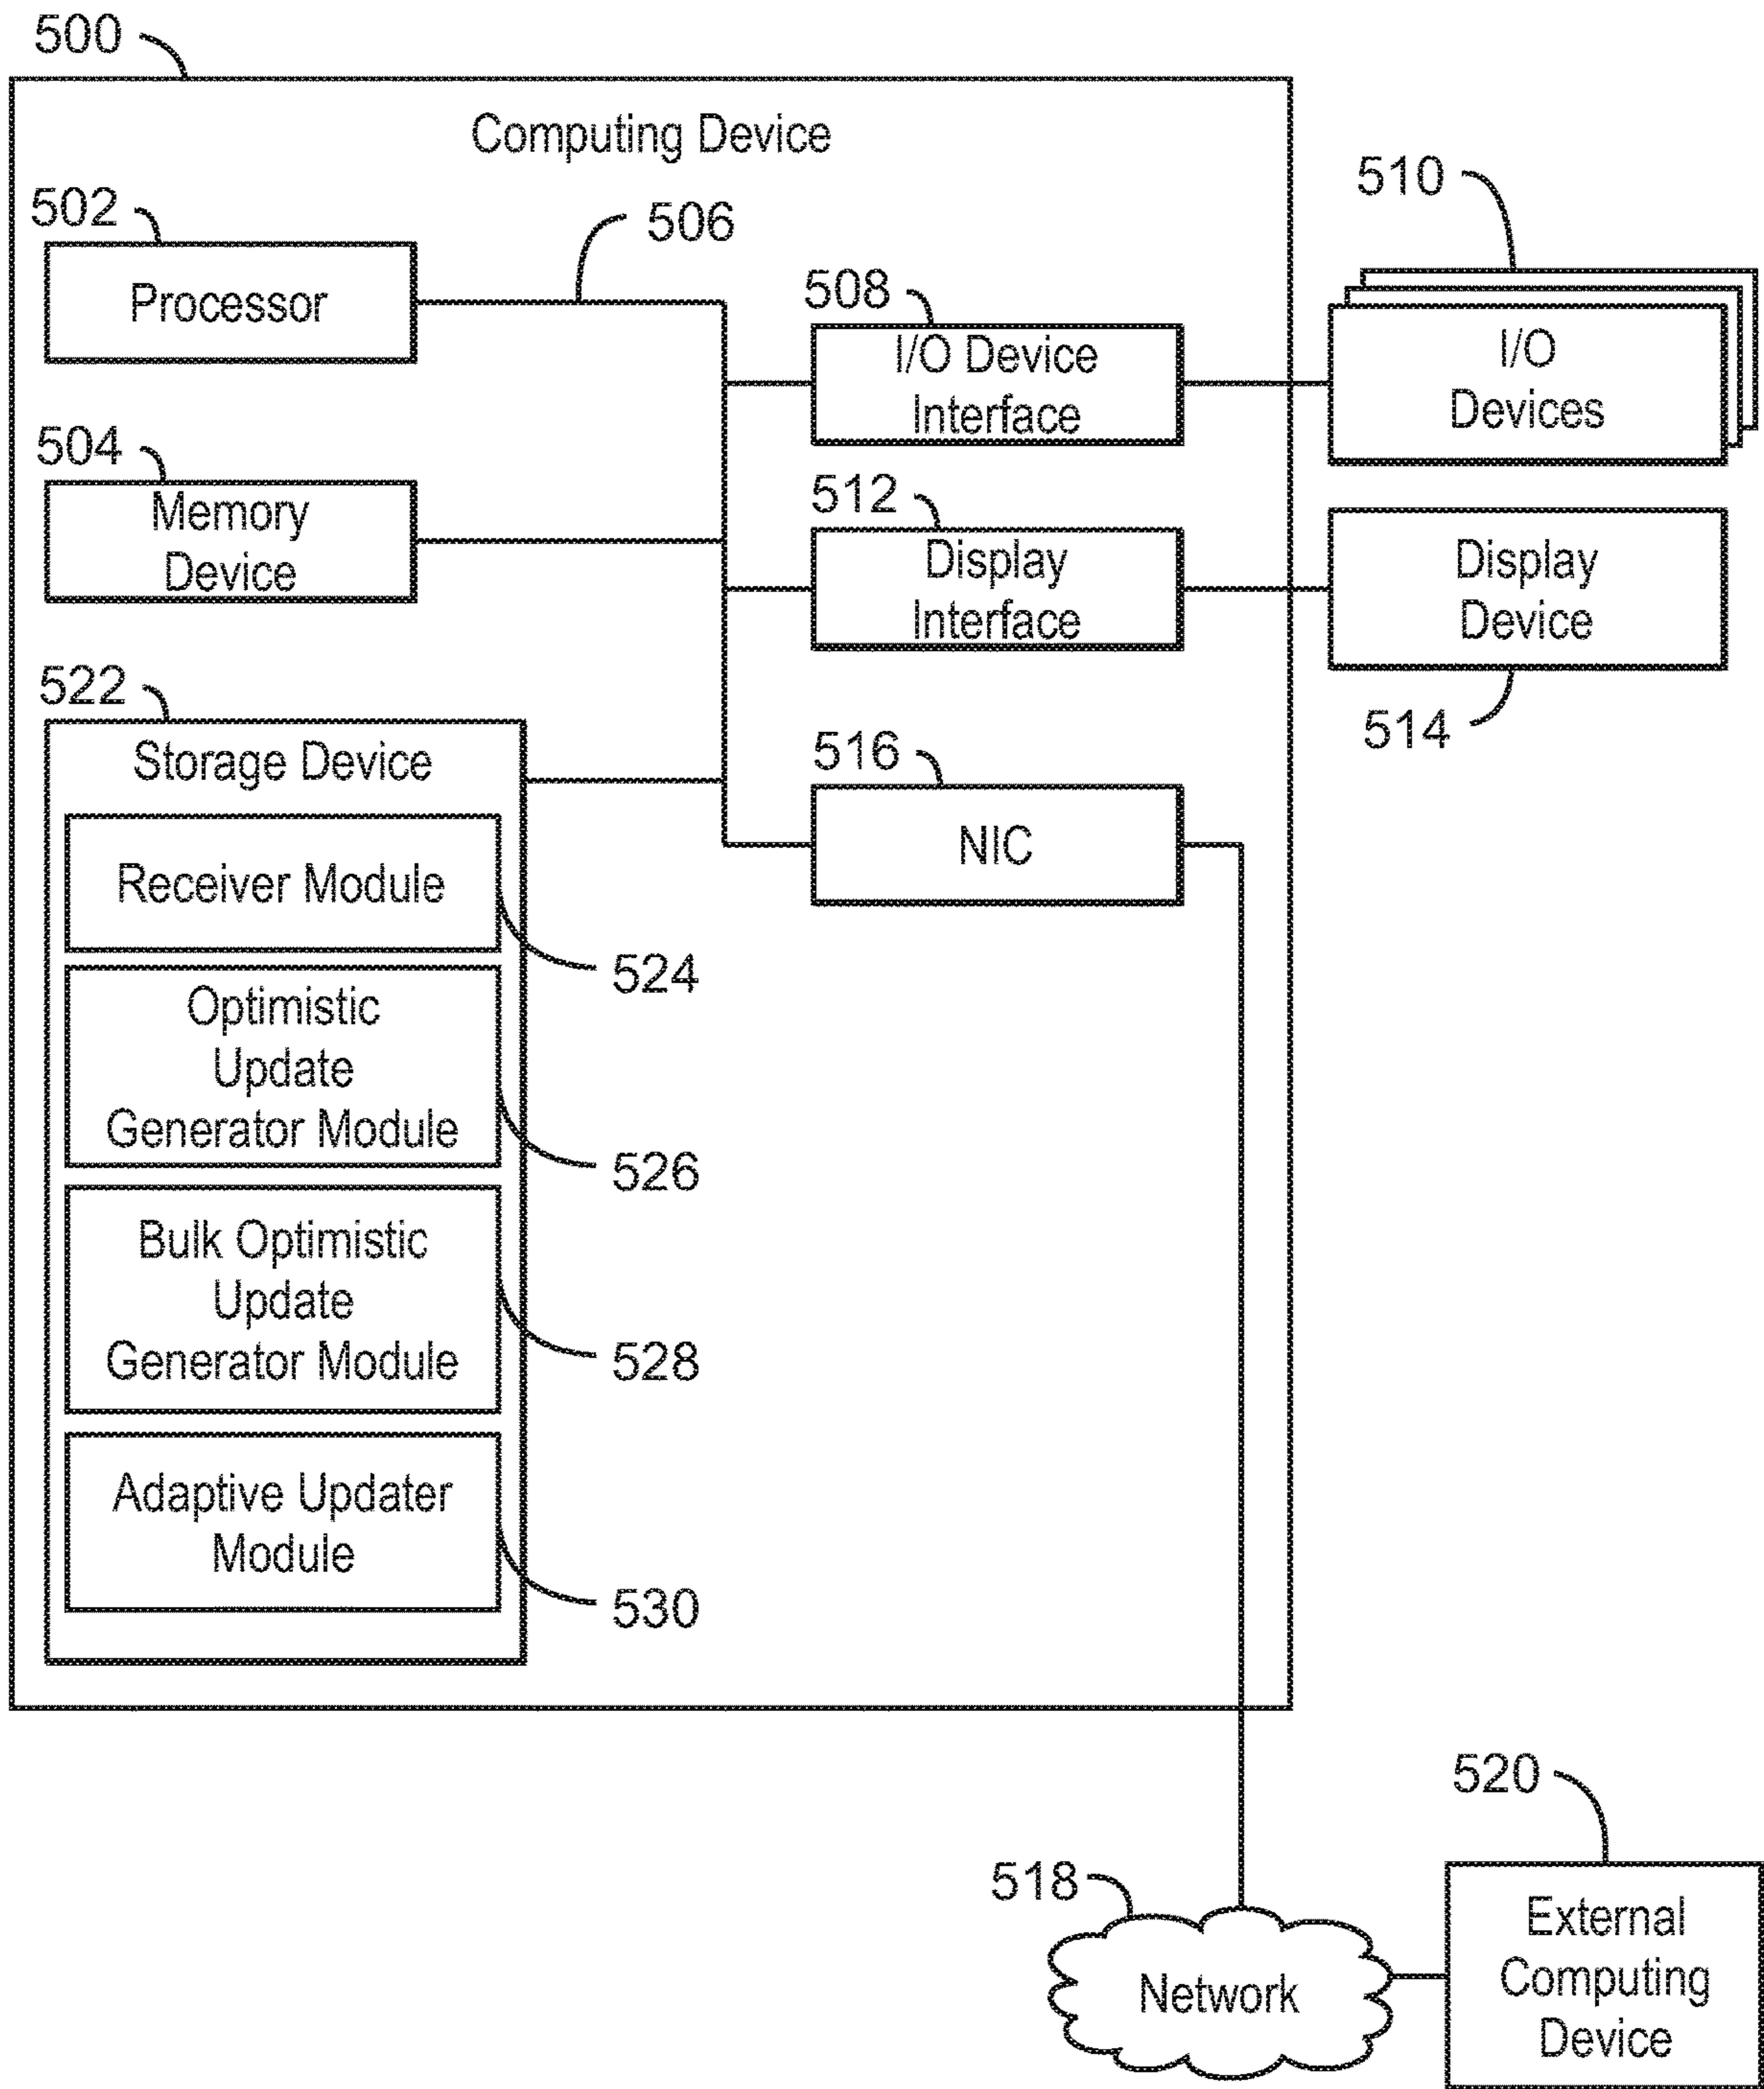 500
Computing Device
502
Processor
506
504
Memory
Device
508
I/O Device
Interface
510
I/O
Devices
512
Display
Interface
Display
Device
514
522
Storage Device
516
NIC
Receiver Module
524
Optimistic
Update
Generator Module
526
Bulk Optimistic
Update
Generator Module
528
Adaptive Updater
Module
530
518
Network
520
External
Computing
Device